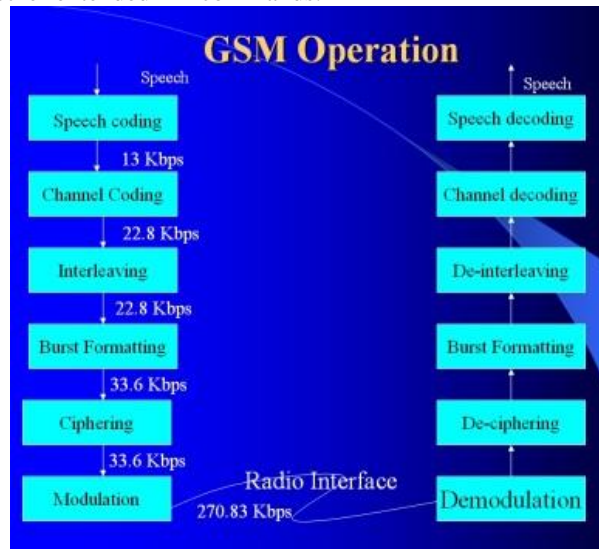 GSM Operation
Speech
Speech coding
13 Kbps
Channel Coding
22.8 Kbps
Interleaving
22.8 Kbps
Burst Formatting
33.6 Kbps
Ciphering
33.6 Kbps
Modulation
Radio Interface
270.83 Kbps
Speech
Speech decoding
Channel decoding
De-interleaving
Burst Formatting
De-ciphering
Demodulation